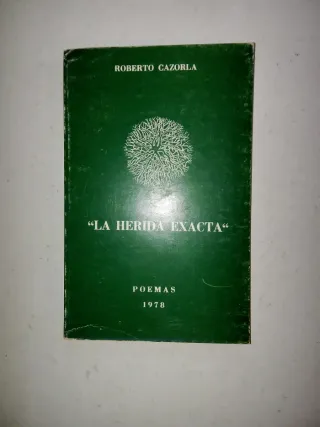 ROBERTO CAZORLA
“LA HERIDA EXACTA“
POEMAS
1978